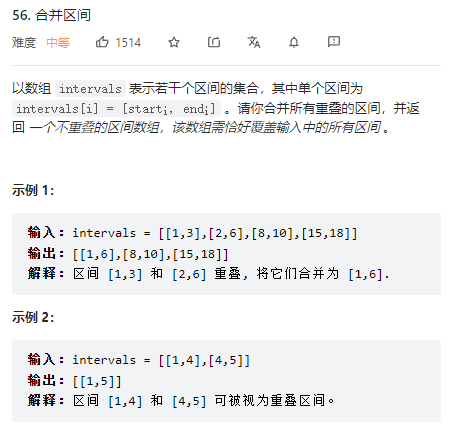 56. 合并区间
难度 中等 1514
以数组 intervals 表示若干个区间的集合，其中单个区间为
intervals[i] = [starti, endi] 。请你合并所有重叠的区间，并返
回 一个不重叠的区间数组，该数组需恰好覆盖输入中的所有区间 。
示例 1：
输入：intervals = [[1,3],[2,6],[8,10],[15,18]]
输出：[[1,6],[8,10],[15,18]]
解释：区间 [1,3] 和 [2,6] 重叠, 将它们合并为 [1,6].
示例 2：
输入：intervals = [[1,4],[4,5]]
输出：[[1,5]]
解释：区间 [1,4] 和 [4,5] 可被视为重叠区间。